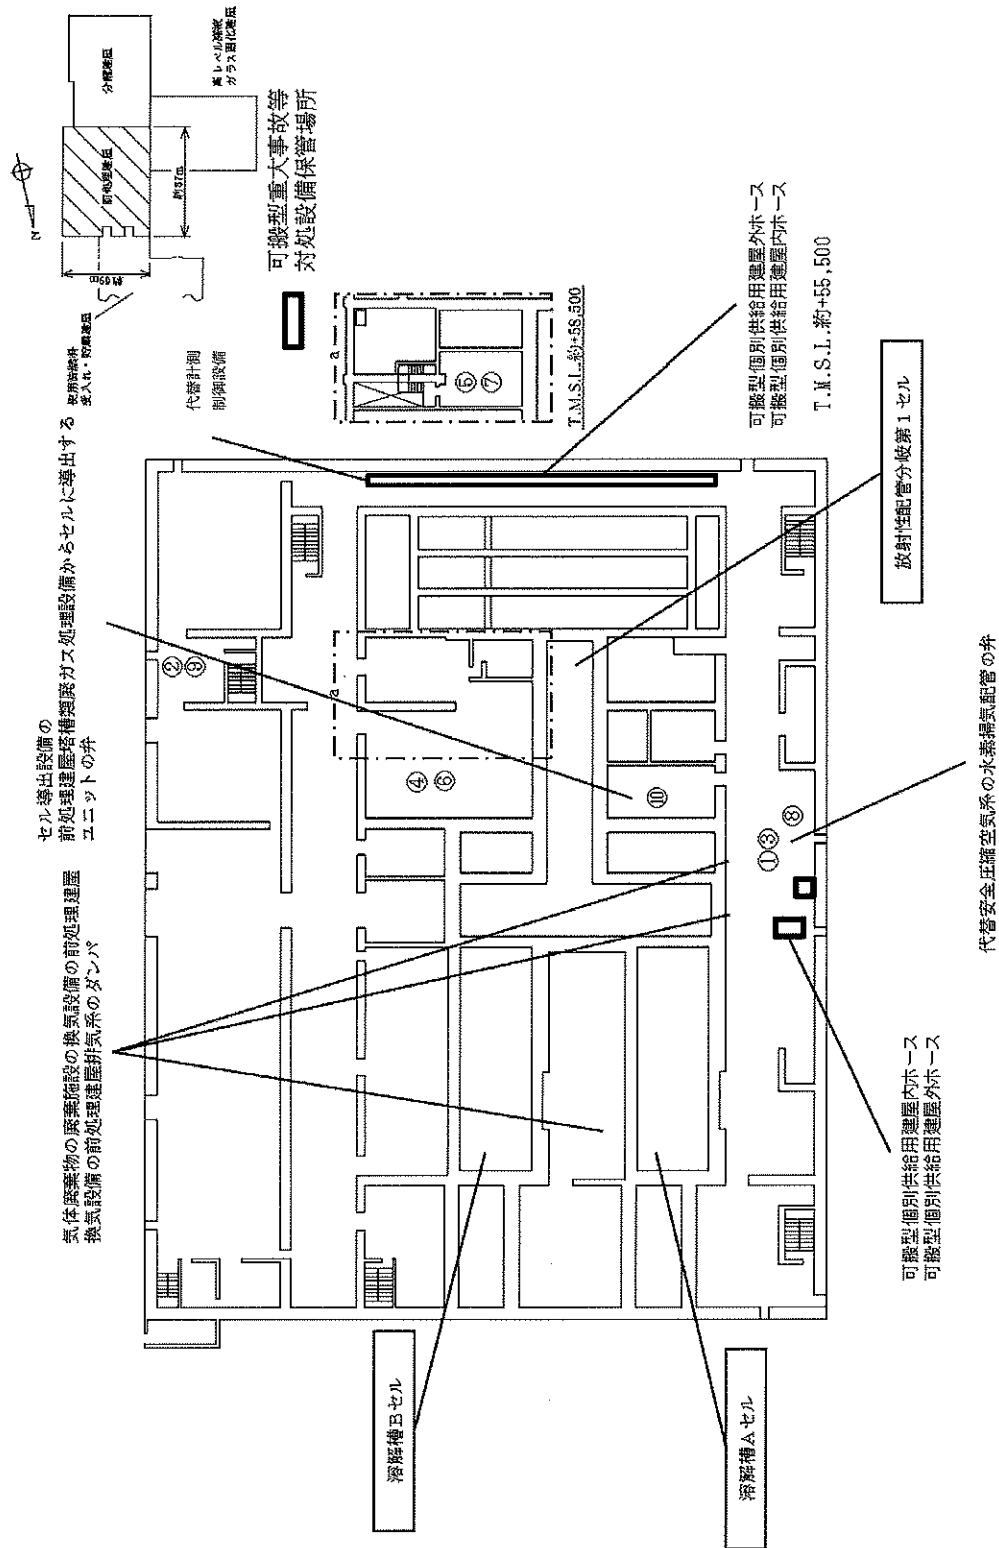 N
分離建屋
前処理建屋
高レベル廃液
ガラス固化建屋
約87m
約69m
使用済燃料
受入れ・貯蔵建屋
可搬型重大事故等
対処設備保管場所
代替計測
制御設備
a
⑤
⑦
T.M.S.L.約+58,500
可搬型個別供給用建屋外ホース
可搬型個別供給用建屋内ホース
T.M.S.L.約+55,500
放射性配管分岐第1セル
セル導出設備の
前処理建屋塔槽類廃ガス処理設備からセルに導出する
ユニットの弁
気体廃棄物の廃棄施設の換気設備の前処理建屋
換気設備の前処理建屋排気系のダンパ
②
⑨
a
④
⑥
⑩
①③
⑧
代替安全圧縮空気系の水素掃気配管の弁
可搬型個別供給用建屋内ホース
可搬型個別供給用建屋外ホース
溶解槽Bセル
溶解槽Aセル